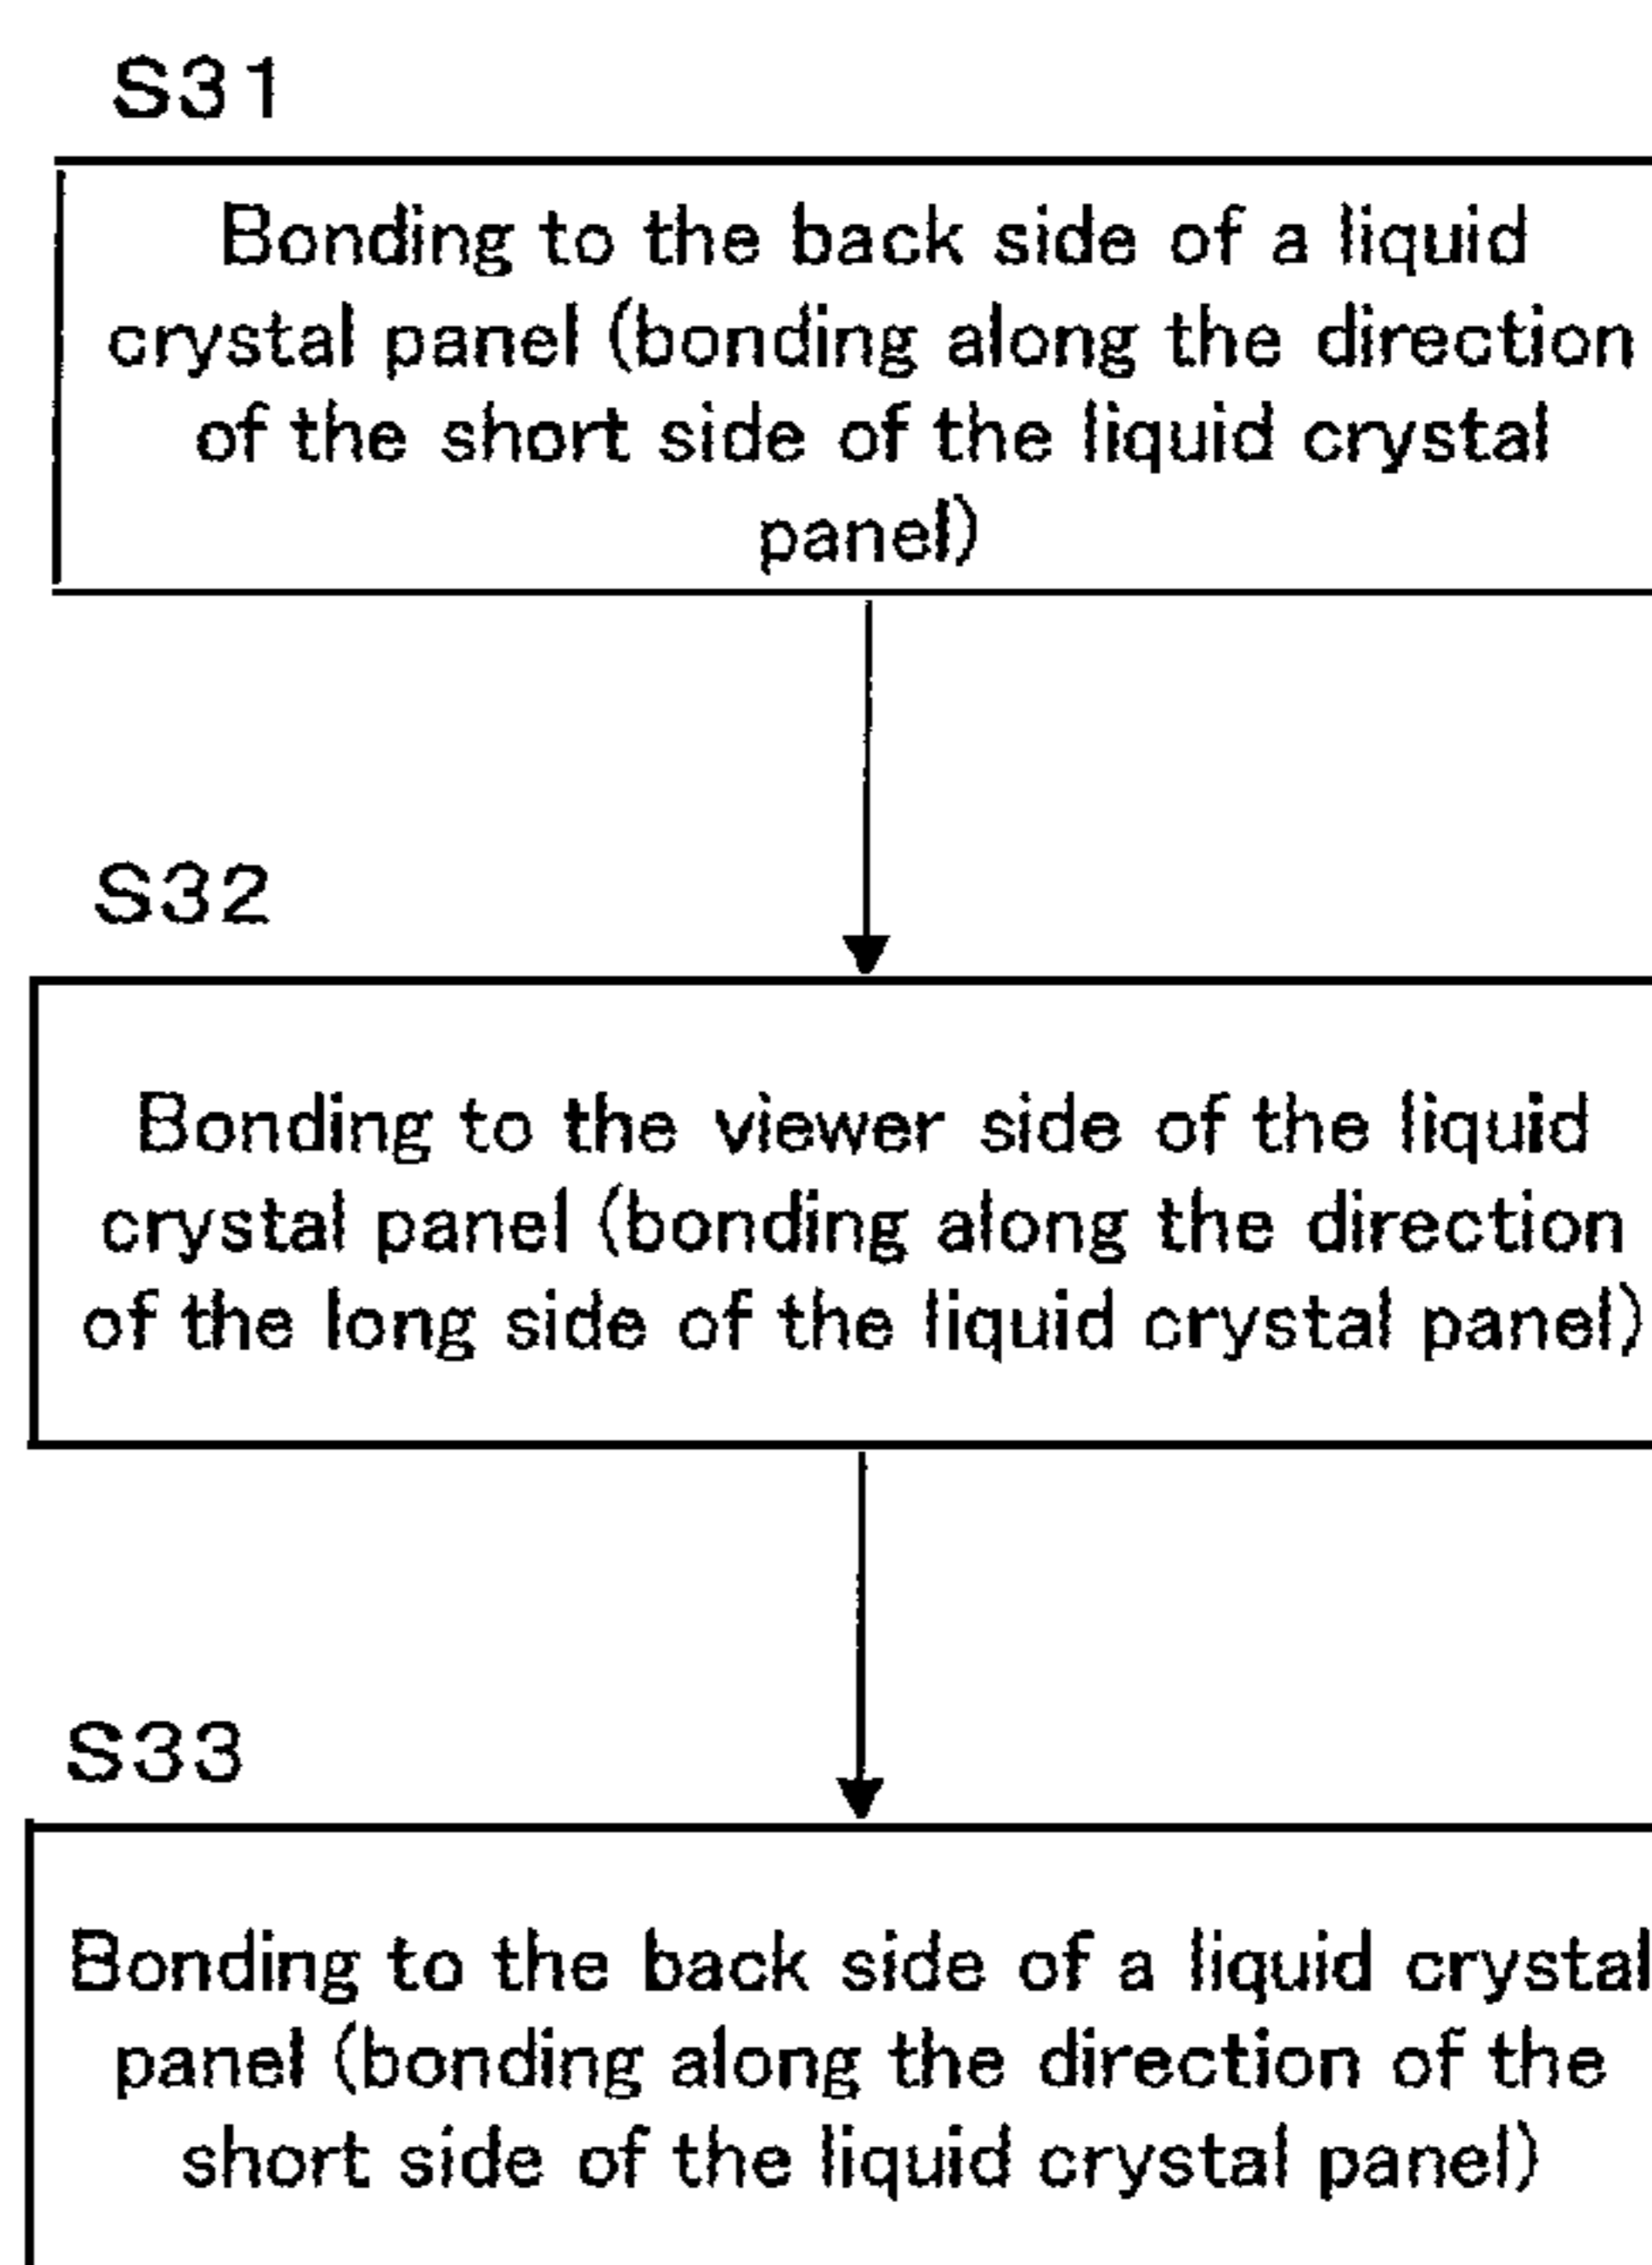 S31
Bonding to the back side of a liquid
crystal panel (bonding along the direction
of the short side of the liquid crystal
panel)
S32
Bonding to the viewer side of the liquid
crystal panel (bonding along the direction
of the long side of the liquid crystal panel)
S33
Bonding to the back side of a liquid crystal
panel (bonding along the direction of the
short side of the liquid crystal panel)